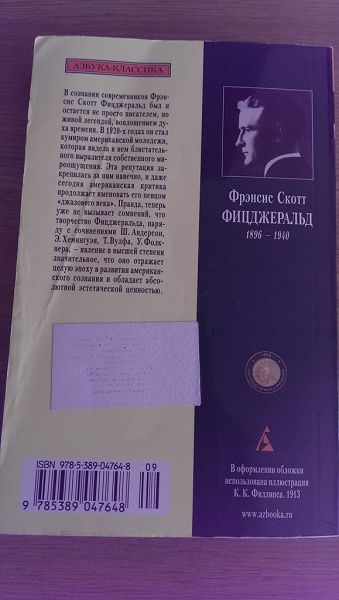 АЗБУКА-КЛАССИКА
В сознании современников Фрэн-
сис Скотт Фицджеральд был и
остается не просто писателем, но
живой легендой, воплощением ду-
ха времени. В 1920-х годах он стал
кумиром американской молодежи,
которая видела в нем блистатель-
ного выразителя собственного ми-
роощущения. Эта репутация за-
крепилась за ним навечно, и даже
сегодня американская критика
продолжает именовать его певцом
«джазового века». Правда, теперь
уже не вызывает сомнений, что
творчество Фицджеральда, наря-
ду с сочинениями Ш. Андерсон,
Э. Хемингуэя, Т. Вулфа, У. Фолк-
нера, — явление в высшей степени
значительное, что оно отражает
целую эпоху в развитии американ-
ского сознания и обладает абсо-
лютной эстетической ценностью.
ISBN 978-5-389-04764-8
09
9 785389 047648
Фрэнсис Скотт
ФИЦДЖЕРАЛЬД
1896 – 1940
В оформлении обложки
использована иллюстрация
К. К. Филлипса. 1913
www.azbooka.ru